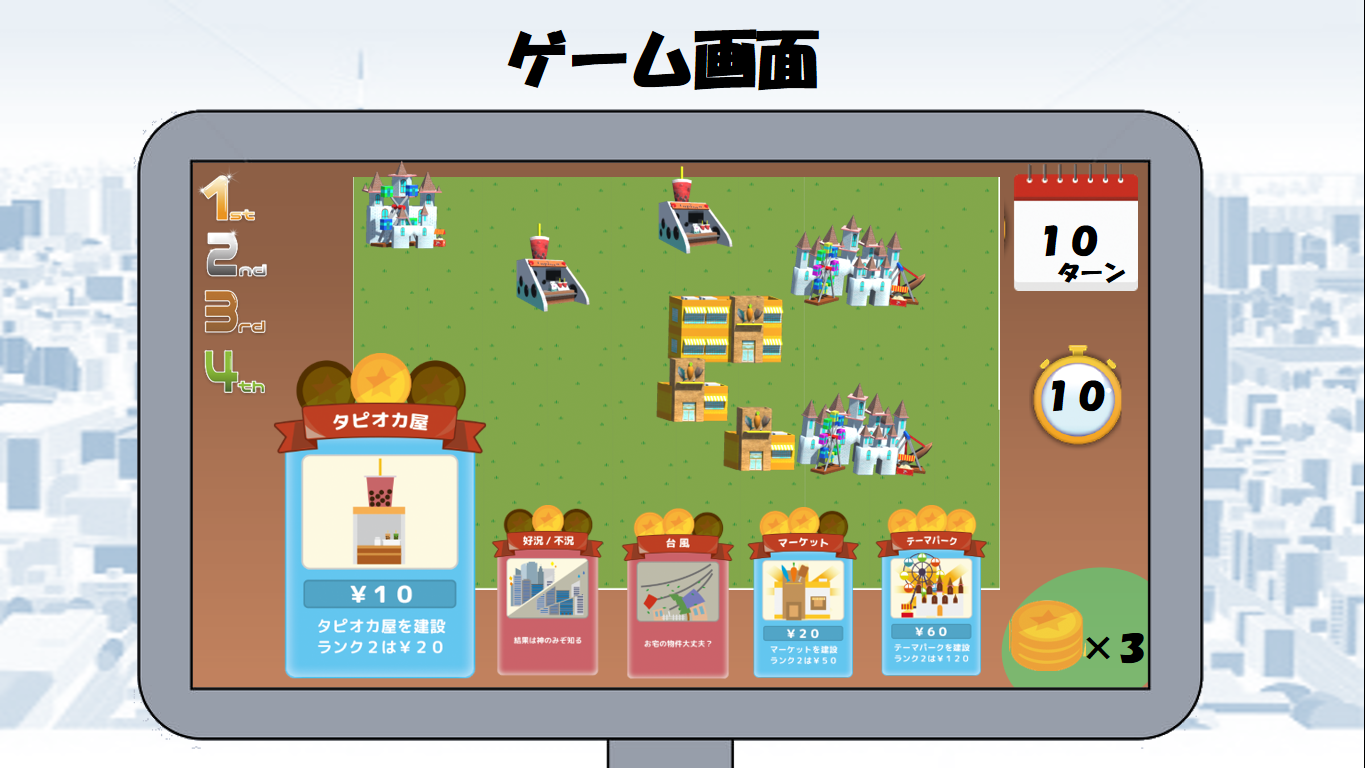 ゲーム画面
1st
2nd
3rd
4th
10
ターン
10
タピオカ屋
¥10
タピオカ屋を建設
ランク2は¥20
好況/不況
結果は神のみぞ知る
台風
お宅の物件大丈夫?
マーケット
¥20
マーケットを建設
ランク2は¥50
テーマパーク
¥60
テーマパークを建設
ランク2は¥120
×3